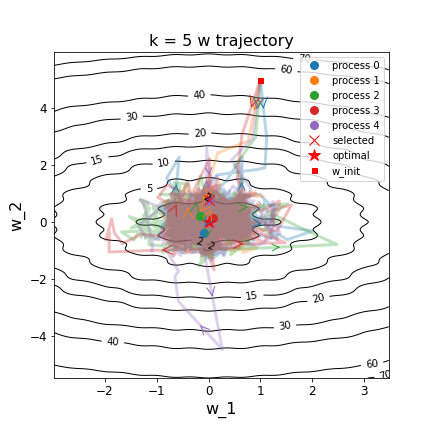 k = 5 w trajectory
70
60
40
30
20
15
10
5
2
2
2
15
20
30
40
60
70
process 0
process 1
process 2
process 3
process 4
selected
optimal
w_init
4
2
0
−2
−4
w_2
−2
−1
0
1
2
3
w_1